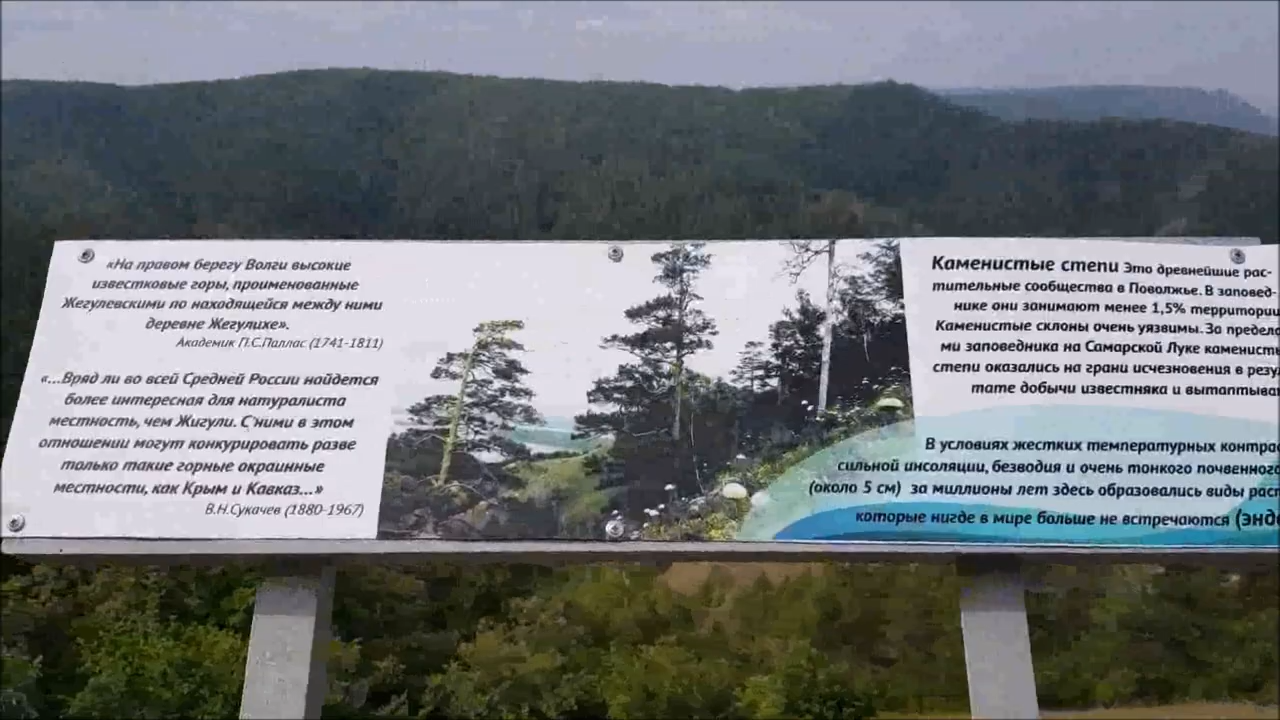 «На правом берегу Волги высокие
известковые горы, проименованные
Жегулевскими по находящейся между ними
деревне Жегулихе».
Академик П.С.Паллас (1741-1811)
«...Вряд ли во всей Средней России найдется
более интересная для натуралиста
местность, чем Жигули. С ними в этом
отношении могут конкурировать разве
только такие горные окраинные
местности, как Крым и Кавказ...»
В.Н.Сукачев (1880-1967)
Каменистые степи Это древнейшие рас-
тительные сообщества в Поволжье. В заповед-
нике они занимают менее 1,5% территории
Каменистые склоны очень уязвимы. За предела
ми заповедника на Самарской Луке каменисты
степи оказались на грани исчезновения в резул
тате добычи известняка и вытаптыва
В условиях жестких температурных контра
сильной инсоляции, безводия и очень тонкого почвенного
(около 5 см) за миллионы лет здесь образовались виды раст
которые нигде в мире больше не встречаются (энд